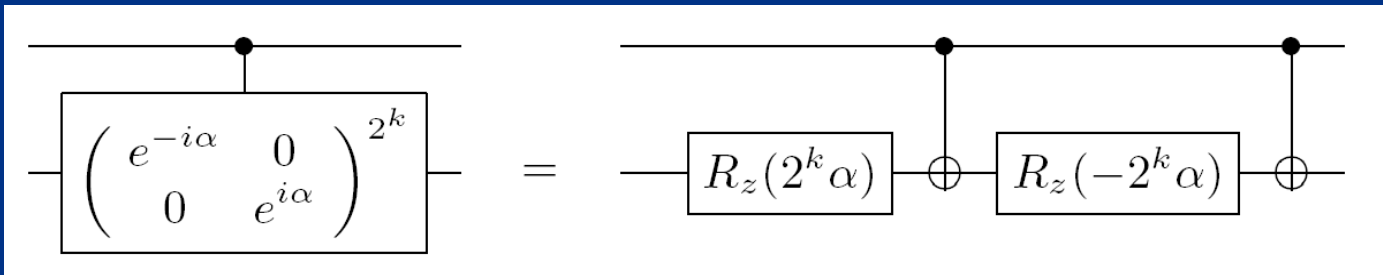 ( e^{-iα} 0 0 e^{iα} )^{2^k} = R_z(2^k α) R_z(−2^k α)